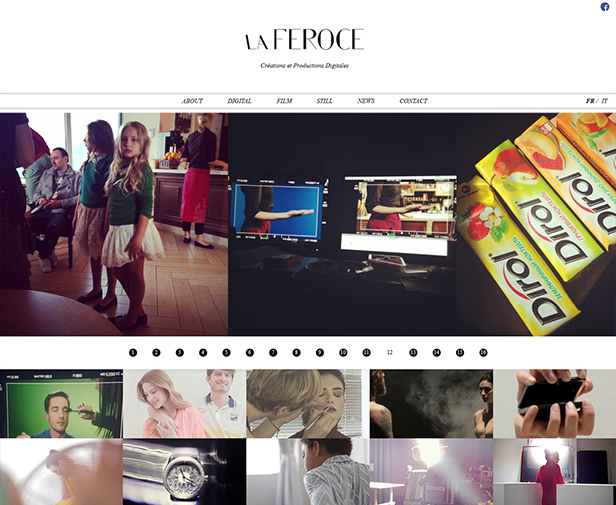 LA FEROCE
Créations et Productions Digitales
ABOUT DIGITAL FILM STILL NEWS CONTACT FR / IT
Dirol
Dirol
Dirol
1 2 3 4 5 6 7 8 9 10 11 12 13 14 15 16